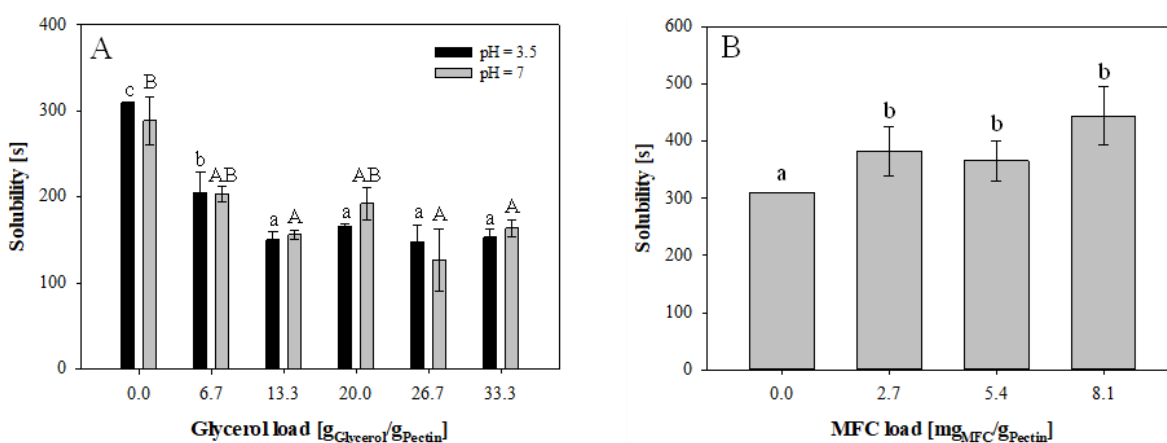 A
pH = 3.5
pH = 7
400
300
200
100
0
Solubility [s]
c B
b AB
a A
a AB
a A
a A
0.0 6.7 13.3 20.0 26.7 33.3
Glycerol load [gGlycerol/gPectin]
B
600
500
400
300
200
100
0
Solubility [s]
a
b
b
b
0.0 2.7 5.4 8.1
MFC load [mgMFC/gPectin]